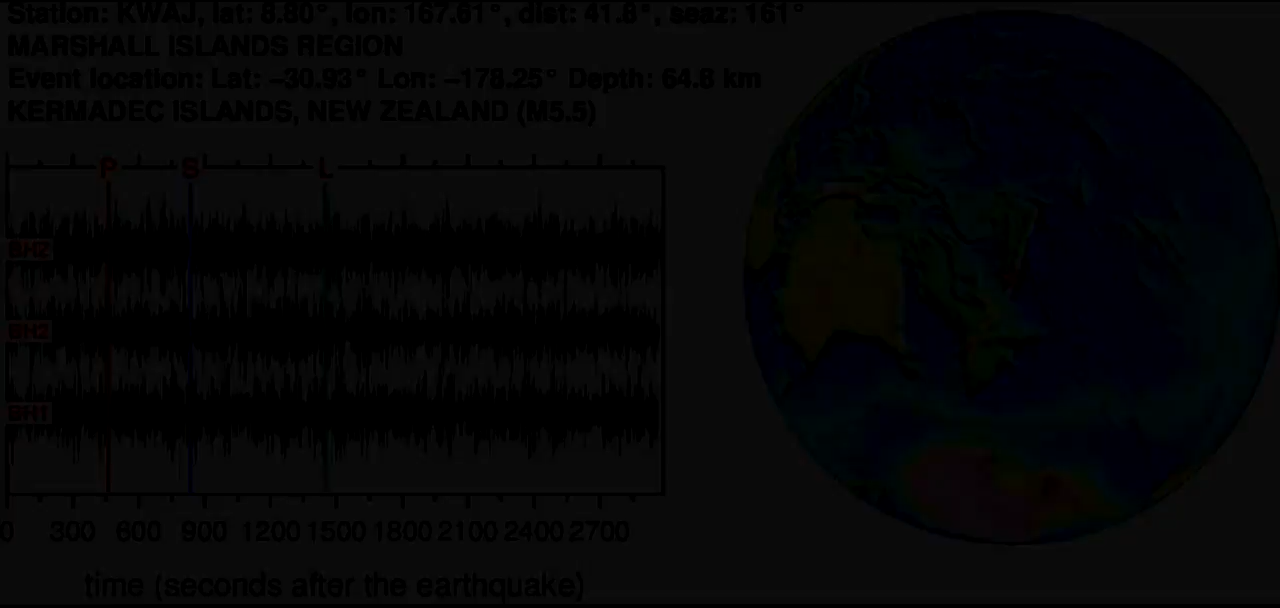 Station: KWAJ, lat: 8.80°, lon: 167.61°, dist: 41.8°, seaz: 161°
MARSHALL ISLANDS REGION
Event location: Lat: –30.93° Lon: –178.25° Depth: 64.8 km
KERMADEC ISLANDS, NEW ZEALAND (M5.5)
P S L
BHZ
BH2
BH1
0 300 600 900 1200 1500 1800 2100 2400 2700
time (seconds after the earthquake)